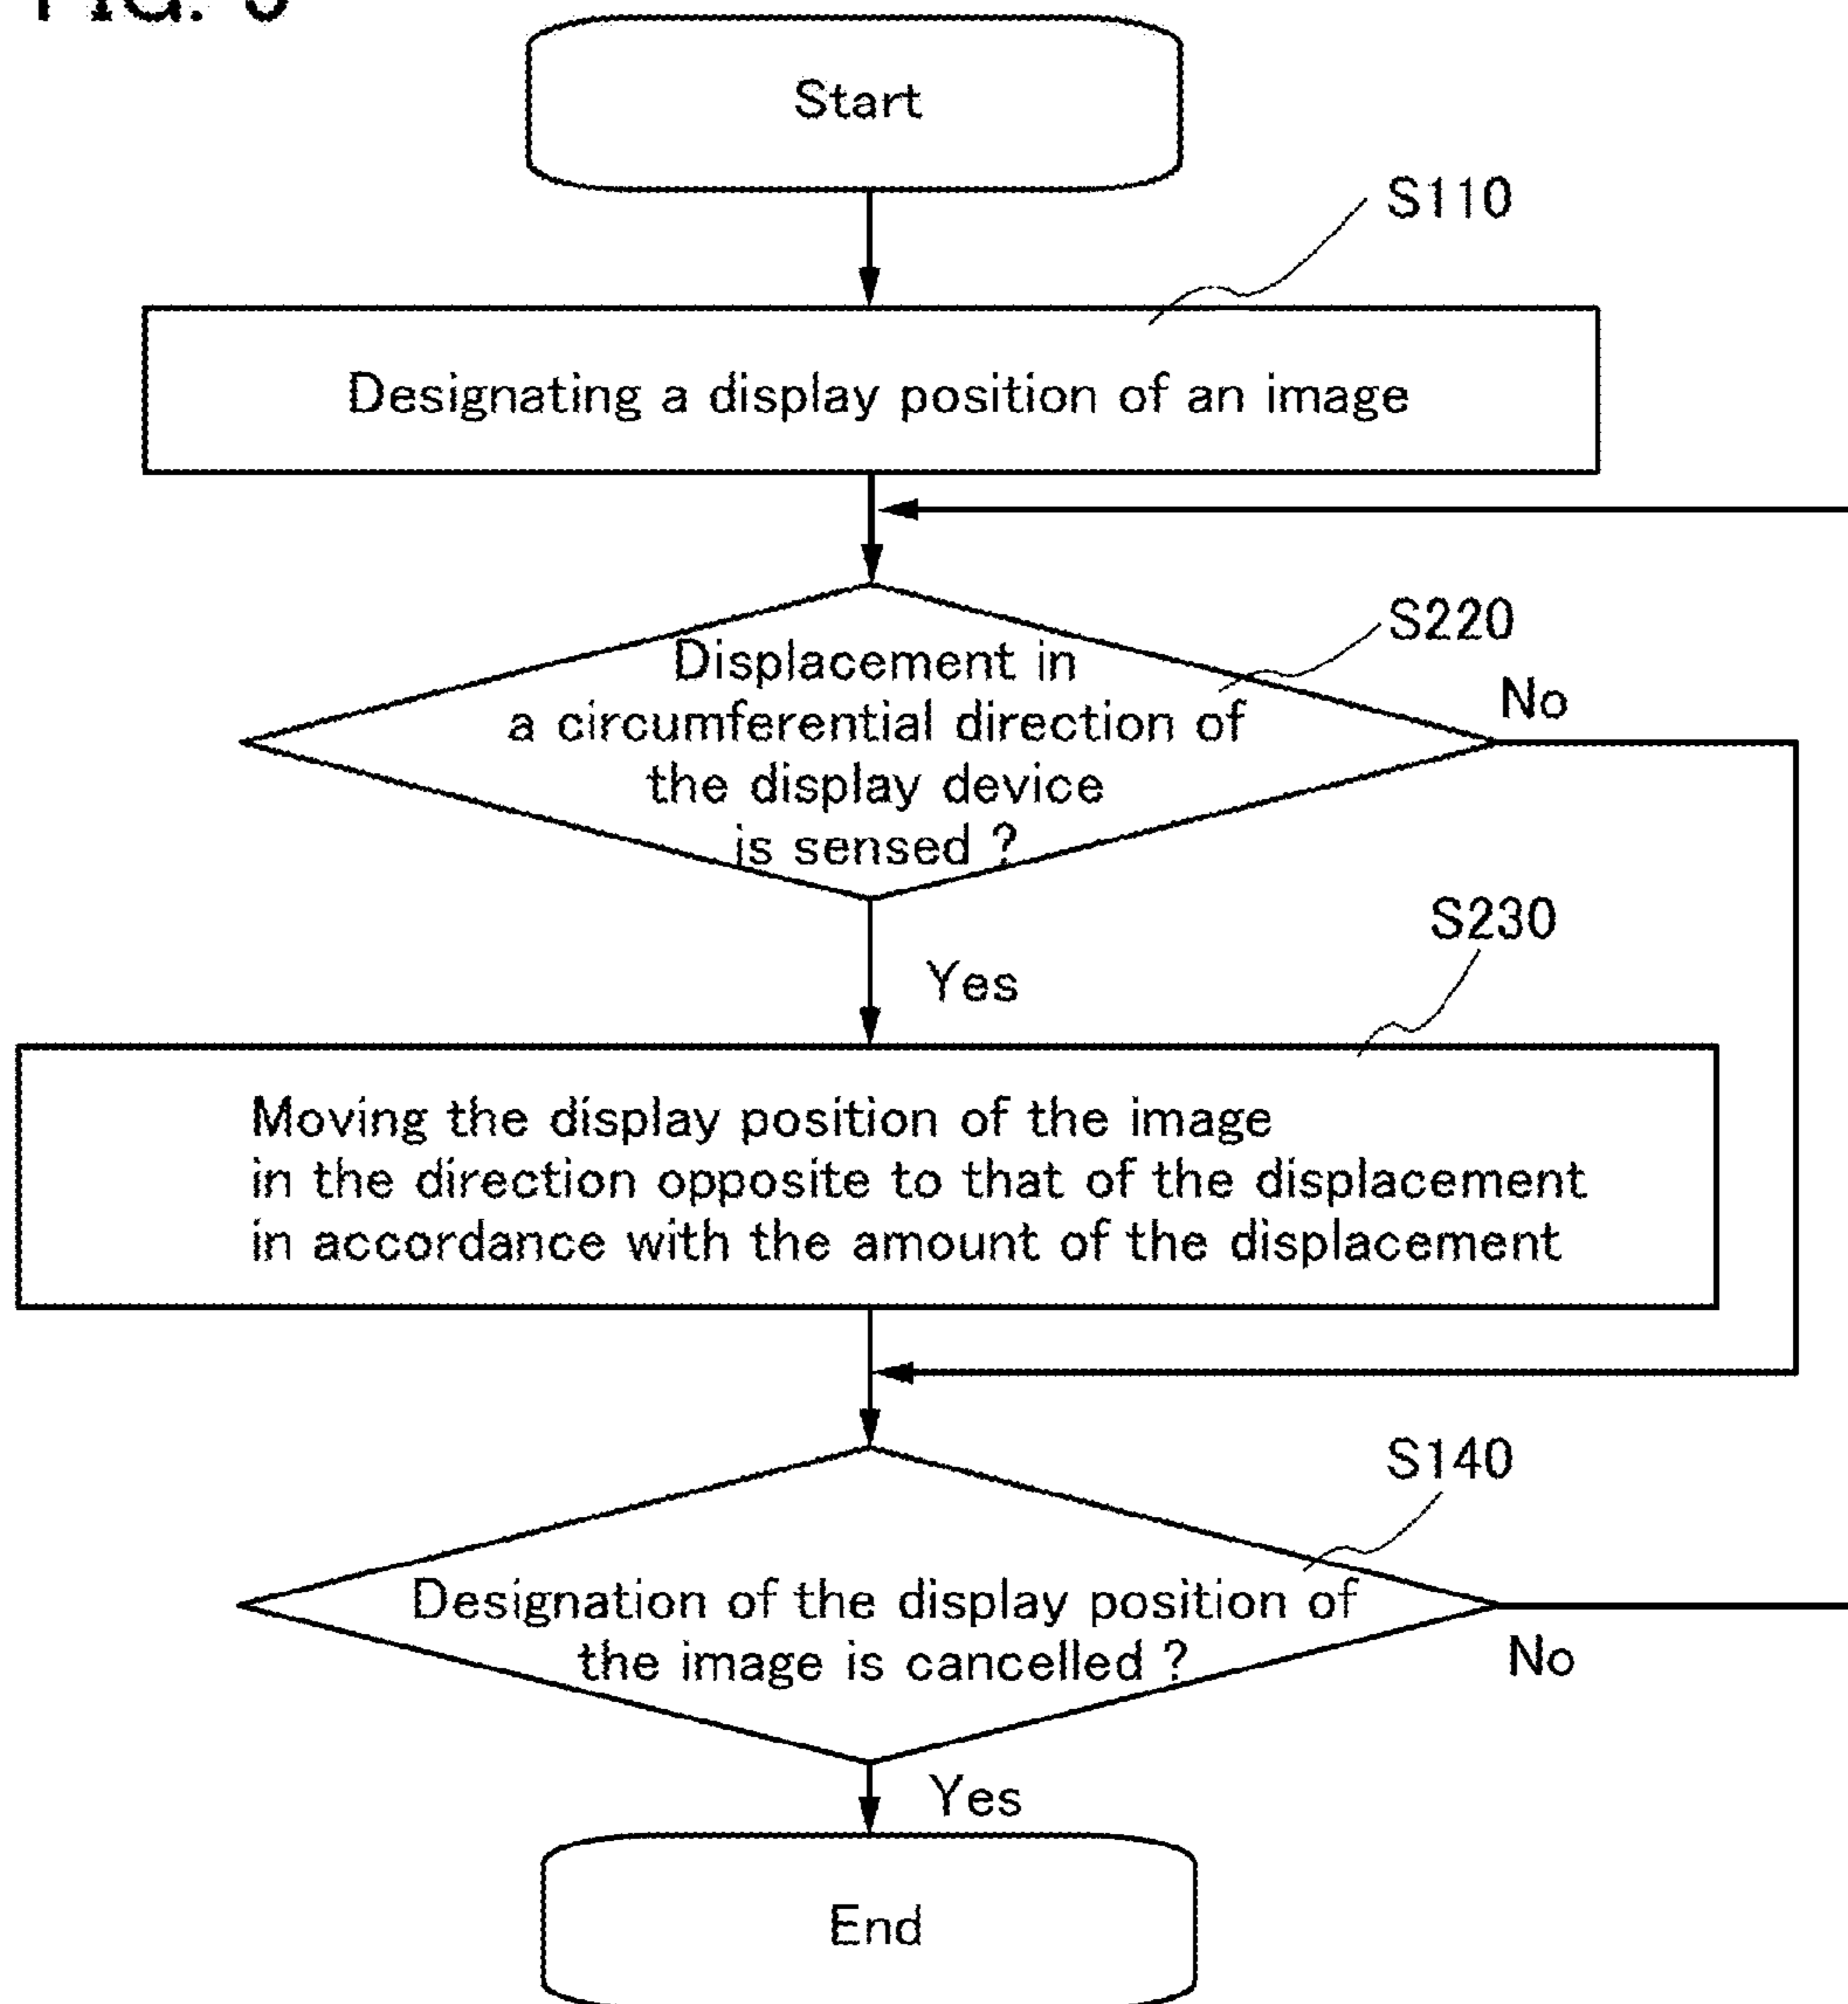 Start
S110
Designating a display position of an image
S220
Displacement in
a circumferential direction of
the display device
is sensed ?
No
Yes
S230
Moving the display position of the image
in the direction opposite to that of the displacement
in accordance with the amount of the displacement
S140
Designation of the display position of
the image is cancelled ?
No
Yes
End